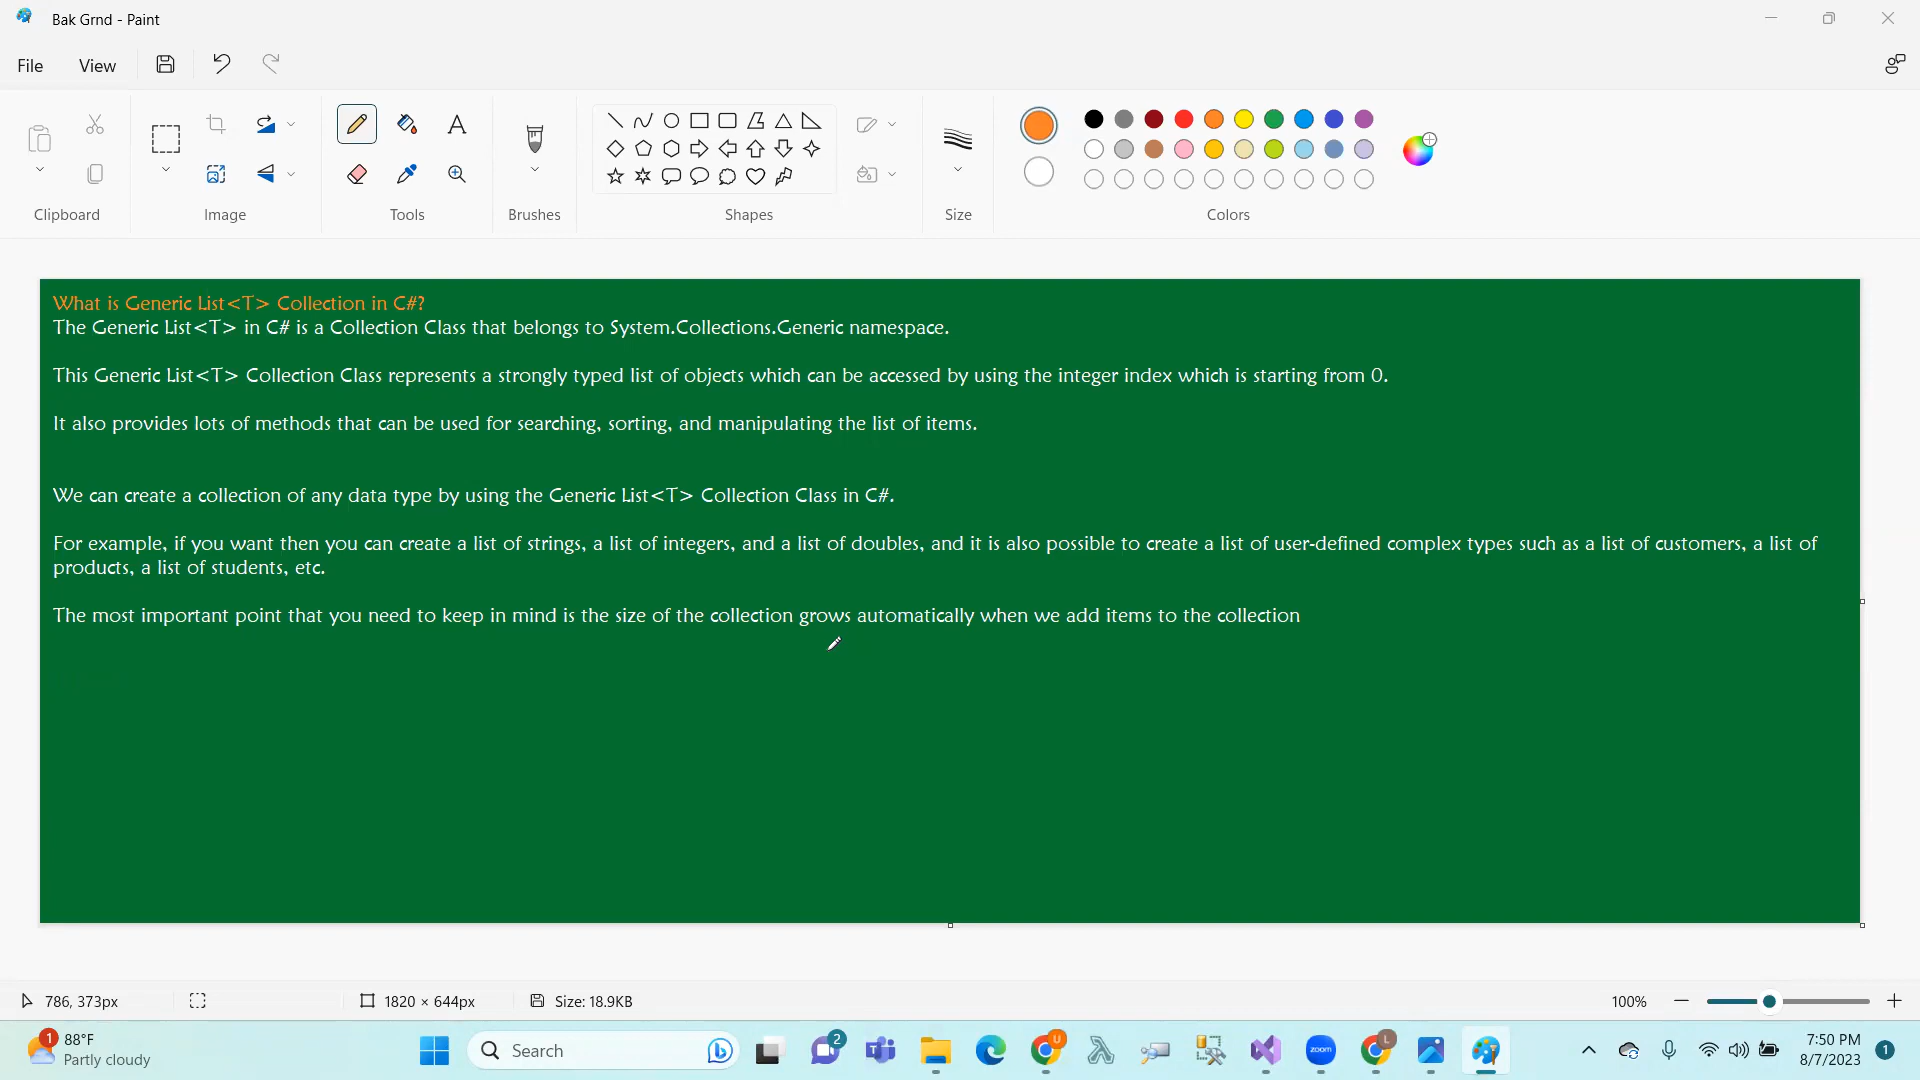 Bak Grnd - Paint
File View
Clipboard
Image
Tools
Brushes
Shapes
Size
Colors
What is Generic List<T> Collection in C#?
The Generic List<T> in C# is a Collection Class that belongs to System.Collections.Generic namespace.
This Generic List<T> Collection Class represents a strongly typed list of objects which can be accessed by using the integer index which is starting from 0.
It also provides lots of methods that can be used for searching, sorting, and manipulating the list of items.
We can create a collection of any data type by using the Generic List<T> Collection Class in C#.
For example, if you want then you can create a list of strings, a list of integers, and a list of doubles, and it is also possible to create a list of user-defined complex types such as a list of customers, a list of
products, a list of students, etc.
The most important point that you need to keep in mind is the size of the collection grows automatically when we add items to the collection
786, 373px 1820 × 644px Size: 18.9KB 100%
1
88°F
Partly cloudy
Search
2
U
zoom
L
7:50 PM
8/7/2023
1